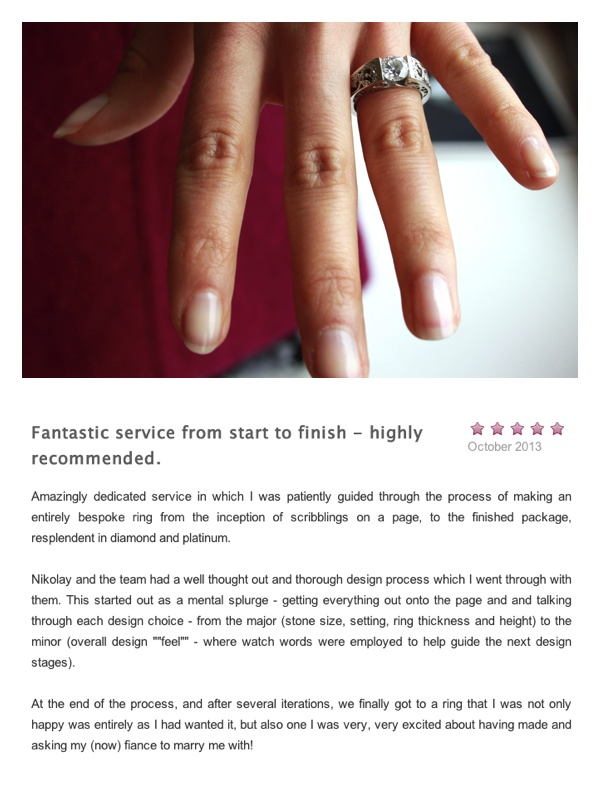 Fantastic service from start to finish – highly
recommended.
October 2013
Amazingly dedicated service in which I was patiently guided through the process of making an
entirely bespoke ring from the inception of scribblings on a page, to the finished package,
resplendent in diamond and platinum.
Nikolay and the team had a well thought out and thorough design process which I went through with
them. This started out as a mental splurge - getting everything out onto the page and and talking
through each design choice - from the major (stone size, setting, ring thickness and height) to the
minor (overall design ""feel"" - where watch words were employed to help guide the next design
stages).
At the end of the process, and after several iterations, we finally got to a ring that I was not only
happy was entirely as I had wanted it, but also one I was very, very excited about having made and
asking my (now) fiance to marry me with!